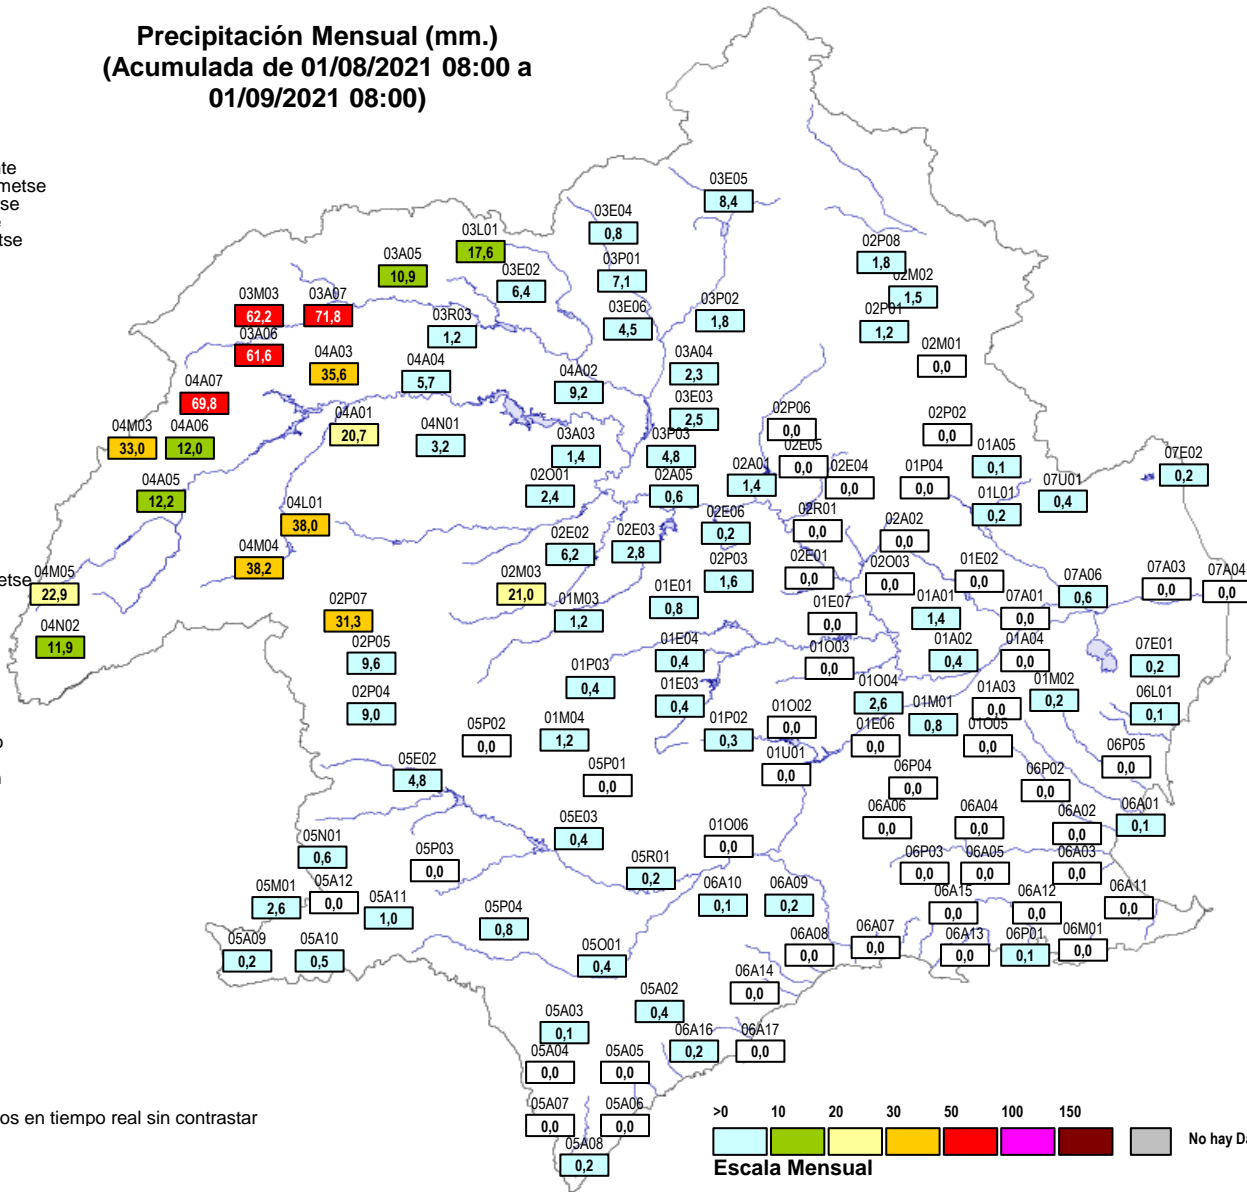 Precipitación Mensual (mm.)
(Acumulada de 01/08/2021 08:00 a
01/09/2021 08:00)
03E05
8,4
03E04
0,8
03L01
17,6
03A05
10,9
03P01
7,1
03E02
6,4
02P08
1,8
02M02
1,5
03M03
62,2
03A07
71,8
03P02
1,8
03E06
4,5
03R03
1,2
02P01
1,2
03A06
61,6
04A03
35,6
04A04
5,7
03A04
2,3
02M01
0,0
04A02
9,2
04A07
69,8
03E03
2,5
04M03
33,0
04A06
12,0
04A01
20,7
04N01
3,2
02P06
0,0
02P02
0,0
03A03
1,4
03P03
4,8
02E05
0,0
01A05
0,1
07E02
0,2
04A05
12,2
02O01
2,4
02A05
0,6
02A01
1,4
02E04
0,0
01P04
0,0
07U01
0,4
01L01
0,2
04L01
38,0
02E06
0,2
02R01
0,0
02A02
0,0
02E02
6,2
02E03
2,8
04M04
38,2
02P03
1,6
02E01
0,0
02O03
0,0
01E02
0,0
04M05
22,9
02M03
21,0
07A06
0,6
07A03
0,0
07A04
0,0
02P07
31,3
01M03
1,2
01E01
0,8
01E07
0,0
01A01
1,4
07A01
0,0
04N02
11,9
02P05
9,6
01E04
0,4
01O03
0,0
01A02
0,4
01A04
0,0
07E01
0,2
01P03
0,4
01E03
0,4
01O04
2,6
01A03
0,0
01M02
0,2
06L01
0,1
02P04
9,0
05P02
0,0
01M04
1,2
01P02
0,3
01O02
0,0
01M01
0,8
01E06
0,0
01O05
0,0
05E02
4,8
05P01
0,0
01U01
0,0
06P04
0,0
06P02
0,0
06P05
0,0
05E03
0,4
01O06
0,0
06A06
0,0
06A04
0,0
06A02
0,0
06A01
0,1
05N01
0,6
05P03
0,0
05R01
0,2
06P03
0,0
06A05
0,0
06A03
0,0
05M01
2,6
05A12
0,0
05A11
1,0
06A10
0,1
06A09
0,2
06A15
0,0
06A12
0,0
06A11
0,0
05P04
0,8
05A09
0,2
05A10
0,5
05O01
0,4
06A08
0,0
06A07
0,0
06A13
0,0
06P01
0,1
06M01
0,0
06A14
0,0
05A02
0,4
05A03
0,1
06A16
0,2
06A17
0,0
05A04
0,0
05A05
0,0
05A07
0,0
05A06
0,0
05A08
0,2
os en tiempo real sin contrastar
>0 10 20 30 50 100 150
No hay Da
Escala Mensual